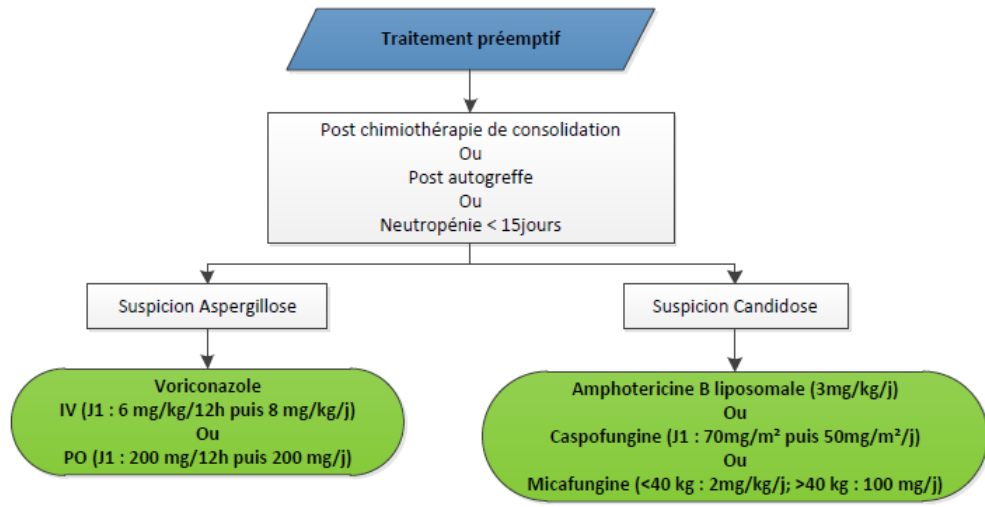 Traitement préemptif
Post chimiothérapie de consolidation
Ou
Post autogreffe
Ou
Neutropénie < 15jours
Suspicion Aspergillose
Suspicion Candidose
Voriconazole
IV (J1 : 6 mg/kg/12h puis 8 mg/kg/j)
Ou
PO (J1 : 200 mg/12h puis 200 mg/j)
Amphotericine B liposomale (3mg/kg/j)
Ou
Caspofungine (J1 : 70mg/m² puis 50mg/m²/j)
Ou
Micafungine (<40 kg : 2mg/kg/j; >40 kg : 100 mg/j)